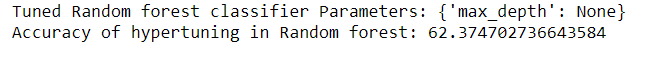 Tuned Random forest classifier Parameters: {'max_depth': None}
Accuracy of hypertuning in Random forest: 62.374702736643584